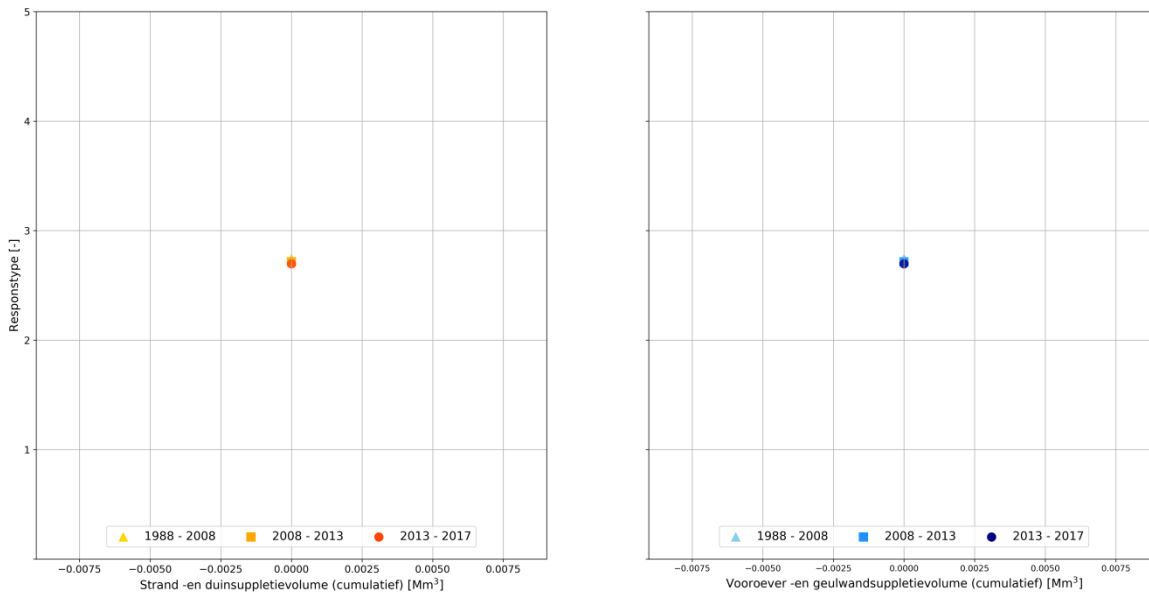 5
4
3
2
1
Responstype [-]
1988 - 2008 2008 - 2013 2013 - 2017
−0.0075 −0.0050 −0.0025 0.0000 0.0025 0.0050 0.0075
Strand -en duinsuppletievolume (cumulatief) [Mm³]
1988 - 2008 2008 - 2013 2013 - 2017
−0.0075 −0.0050 −0.0025 0.0000 0.0025 0.0050 0.0075
Vooroever -en geulwandsuppletievolume (cumulatief) [Mm³]